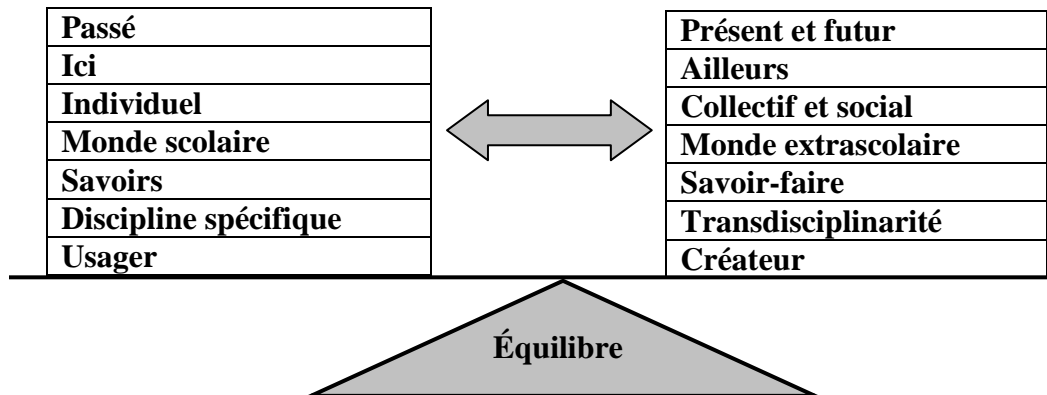 Passé
Ici
Individuel
Monde scolaire
Savoirs
Discipline spécifique
Usager
Présent et futur
Ailleurs
Collectif et social
Monde extrascolaire
Savoir-faire
Transdisciplinarité
Créateur
Équilibre